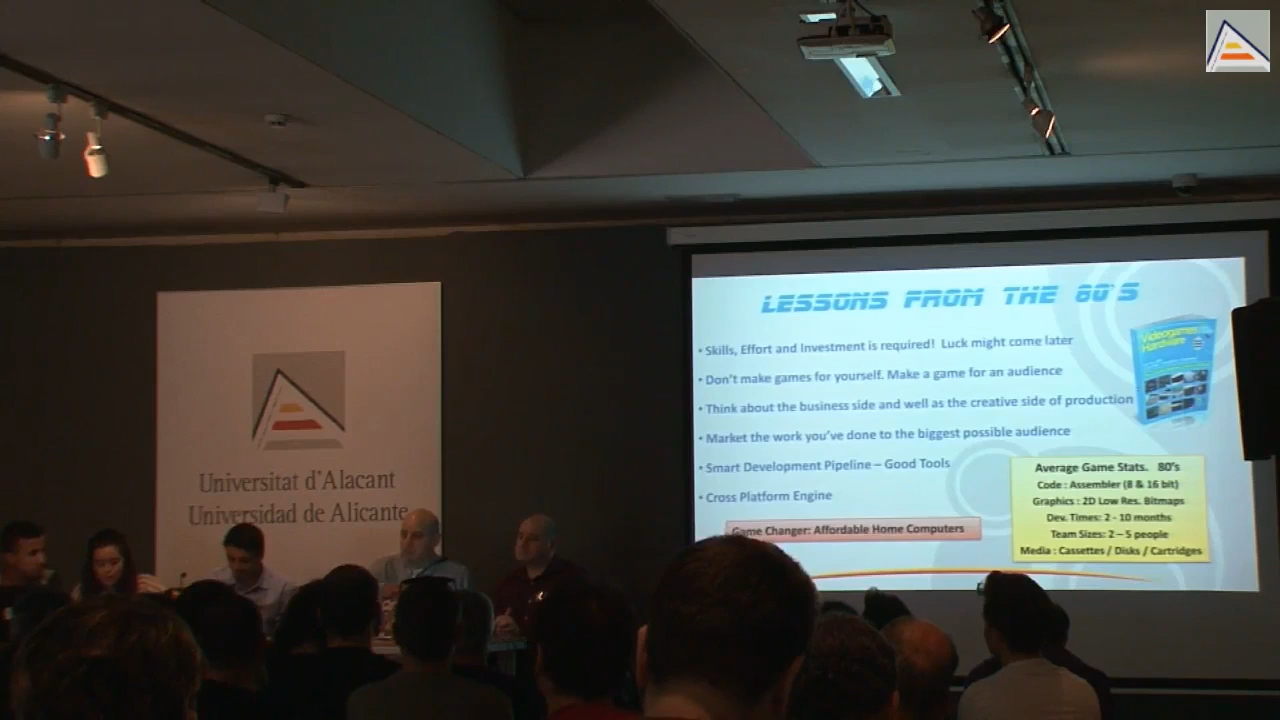 LESSONS FROM THE 80'S
• Skills, Effort and Investment is required! Luck might come later
• Don't make games for yourself. Make a game for an audience
• Think about the business side and well as the creative side of production
• Market the work you've done to the biggest possible audience
• Smart Development Pipeline – Good Tools
• Cross Platform Engine
Game Changer: Affordable Home Computers
Videogames
Hardware
Average Game Stats. 80's
Code : Assembler (8 & 16 bit)
Graphics : 2D Low Res. Bitmaps
Dev. Times: 2 - 10 months
Team Sizes: 2 – 5 people
Media : Cassettes / Disks / Cartridges
Universitat d'Alacant
Universidad de Alicante